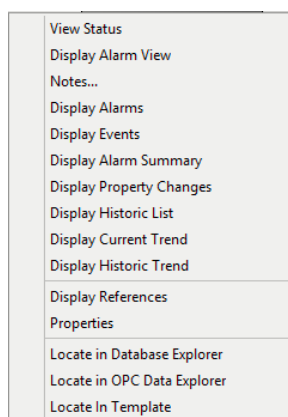 View Status
Display Alarm View
Notes...
Display Alarms
Display Events
Display Alarm Summary
Display Property Changes
Display Historic List
Display Current Trend
Display Historic Trend
Display References
Properties
Locate in Database Explorer
Locate in OPC Data Explorer
Locate In Template